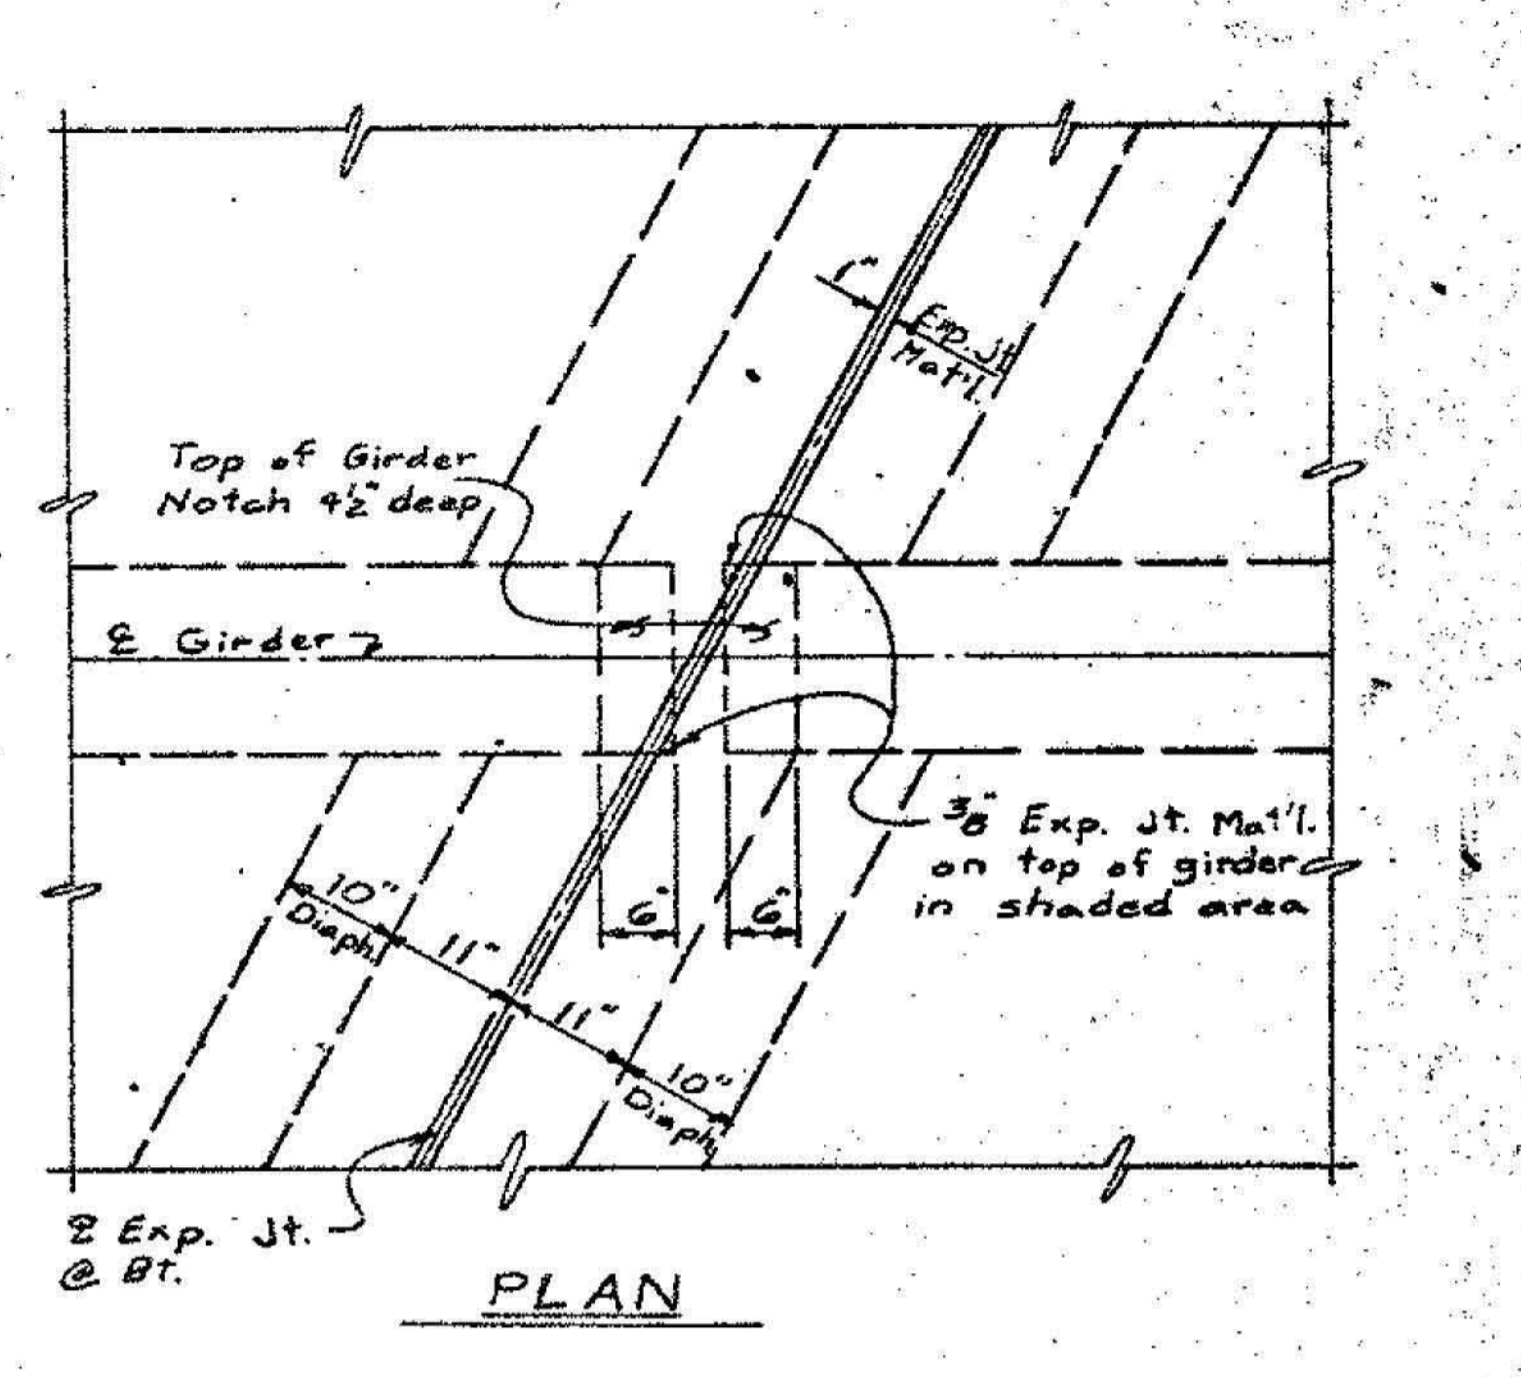 1"
Exp. Jt.
Mat'l.
Top of Girder
Notch 4½" deep
℄ Girder
⅜" Exp. Jt. Mat'l.
on top of girder
in shaded area
10"
Diaph.
11"
6"
6"
11"
10"
Diaph.
℄ Exp. Jt.
@ Bt.
PLAN